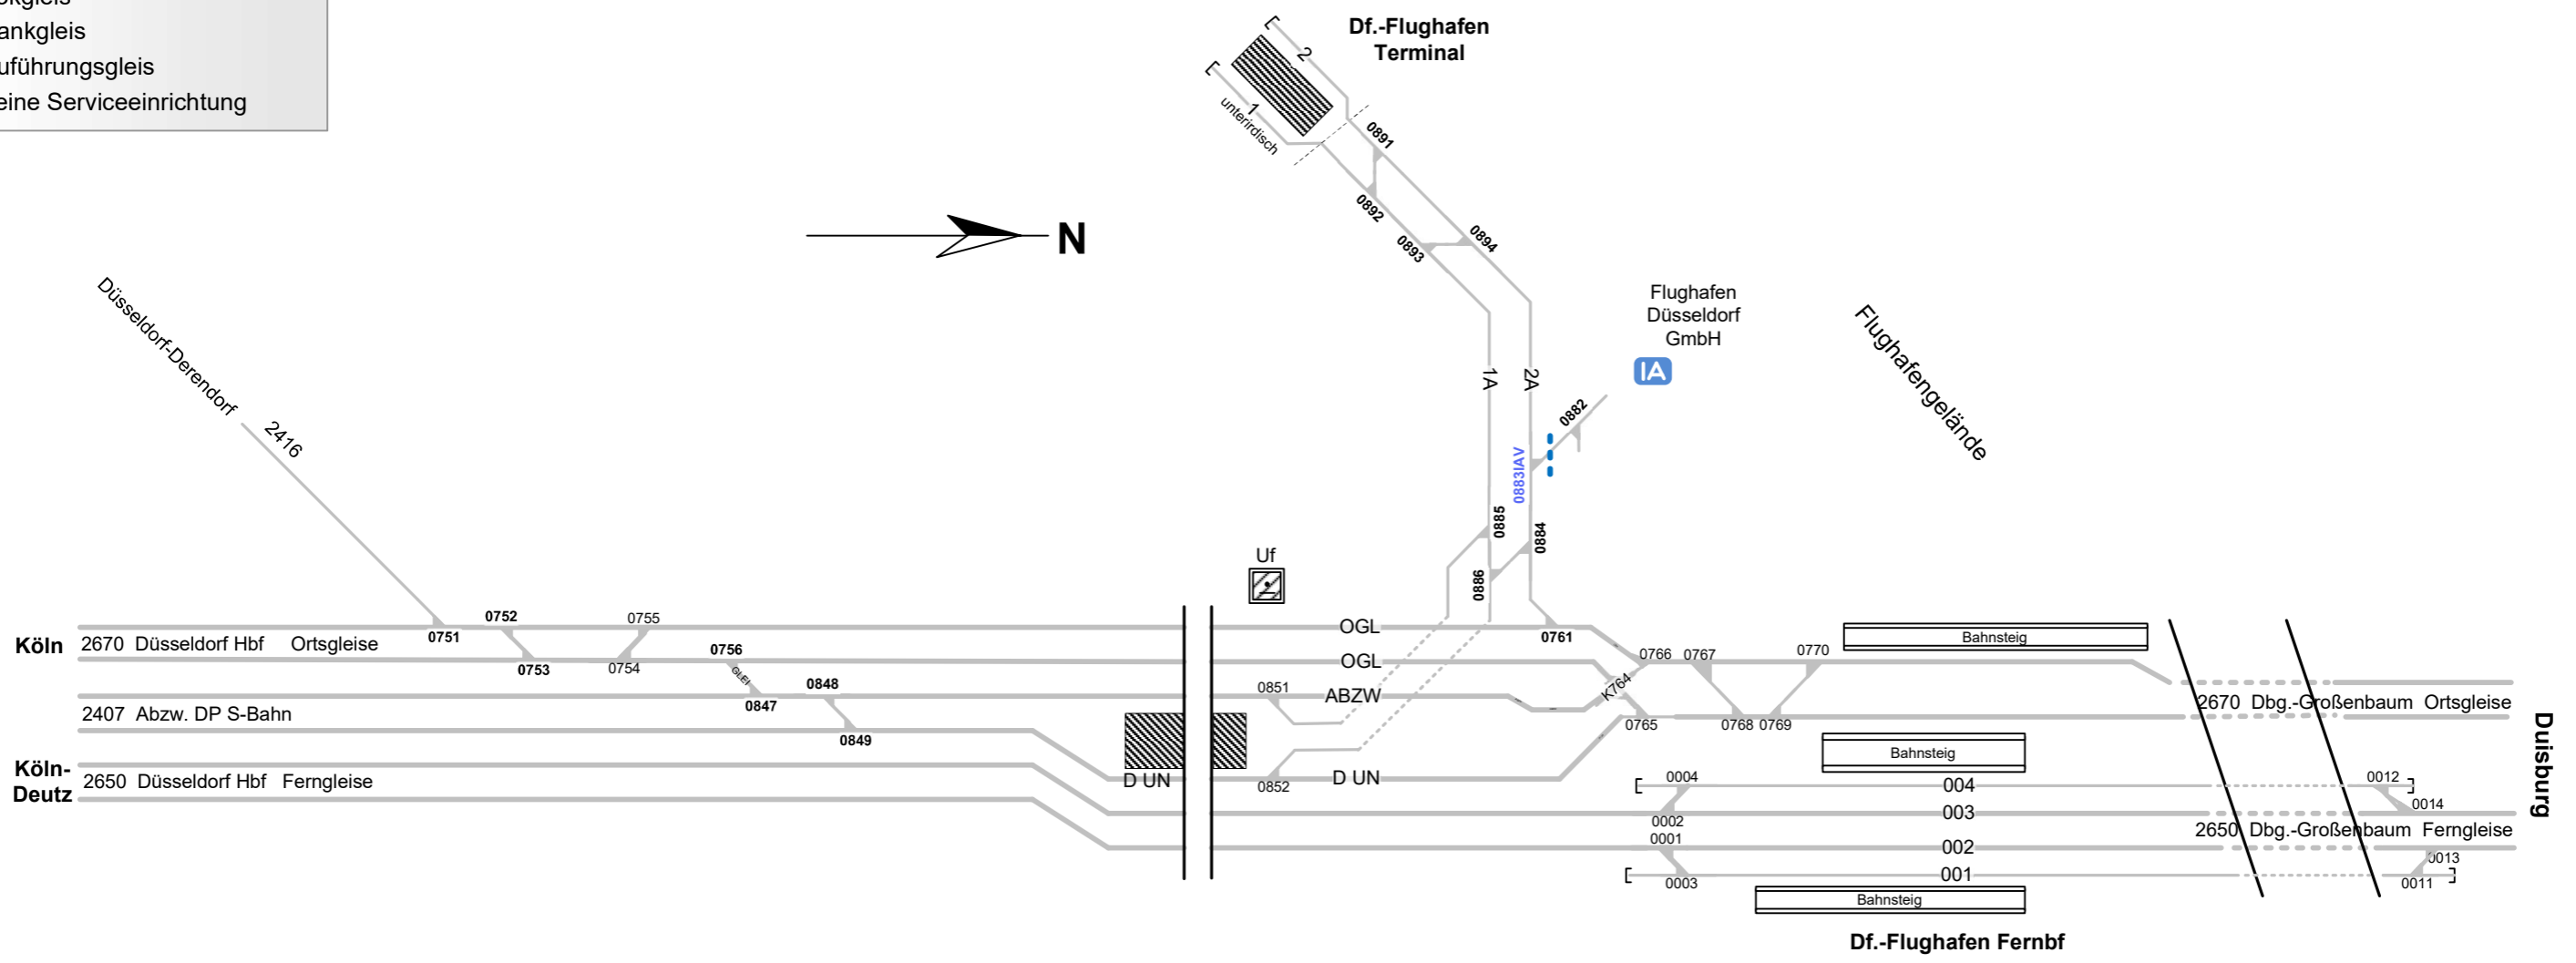 ankgleis
uführungsgleis
eine Serviceeinrichtung
Df.-Flughafen
Terminal
2
1
unterirdisch
0891
0892
0893
0894
N
Flughafen
Düsseldorf
GmbH
IA
Flughafengelände
Düsseldorf-Derendorf
2416
1A
2A
0882
0883IAV
0885
0884
0886
Uf
Köln
2670 Düsseldorf Hbf Ortsgleise
0751
0752
0753
0754
0755
0756
GLEI
0847
0848
0849
2407 Abzw. DP S-Bahn
Köln-
Deutz
2650 Düsseldorf Hbf Ferngleise
D UN
OGL
OGL
0851
ABZW
0852
D UN
0761
K764
0765
0766
0767
0768
0769
0770
Bahnsteig
2670 Dbg.-Großenbaum Ortsgleise
Bahnsteig
0004
004
0012
0014
003
0002
0001
2650 Dbg.-Großenbaum Ferngleise
002
0013
001
0003
0011
Bahnsteig
Duisburg
Df.-Flughafen Fernbf